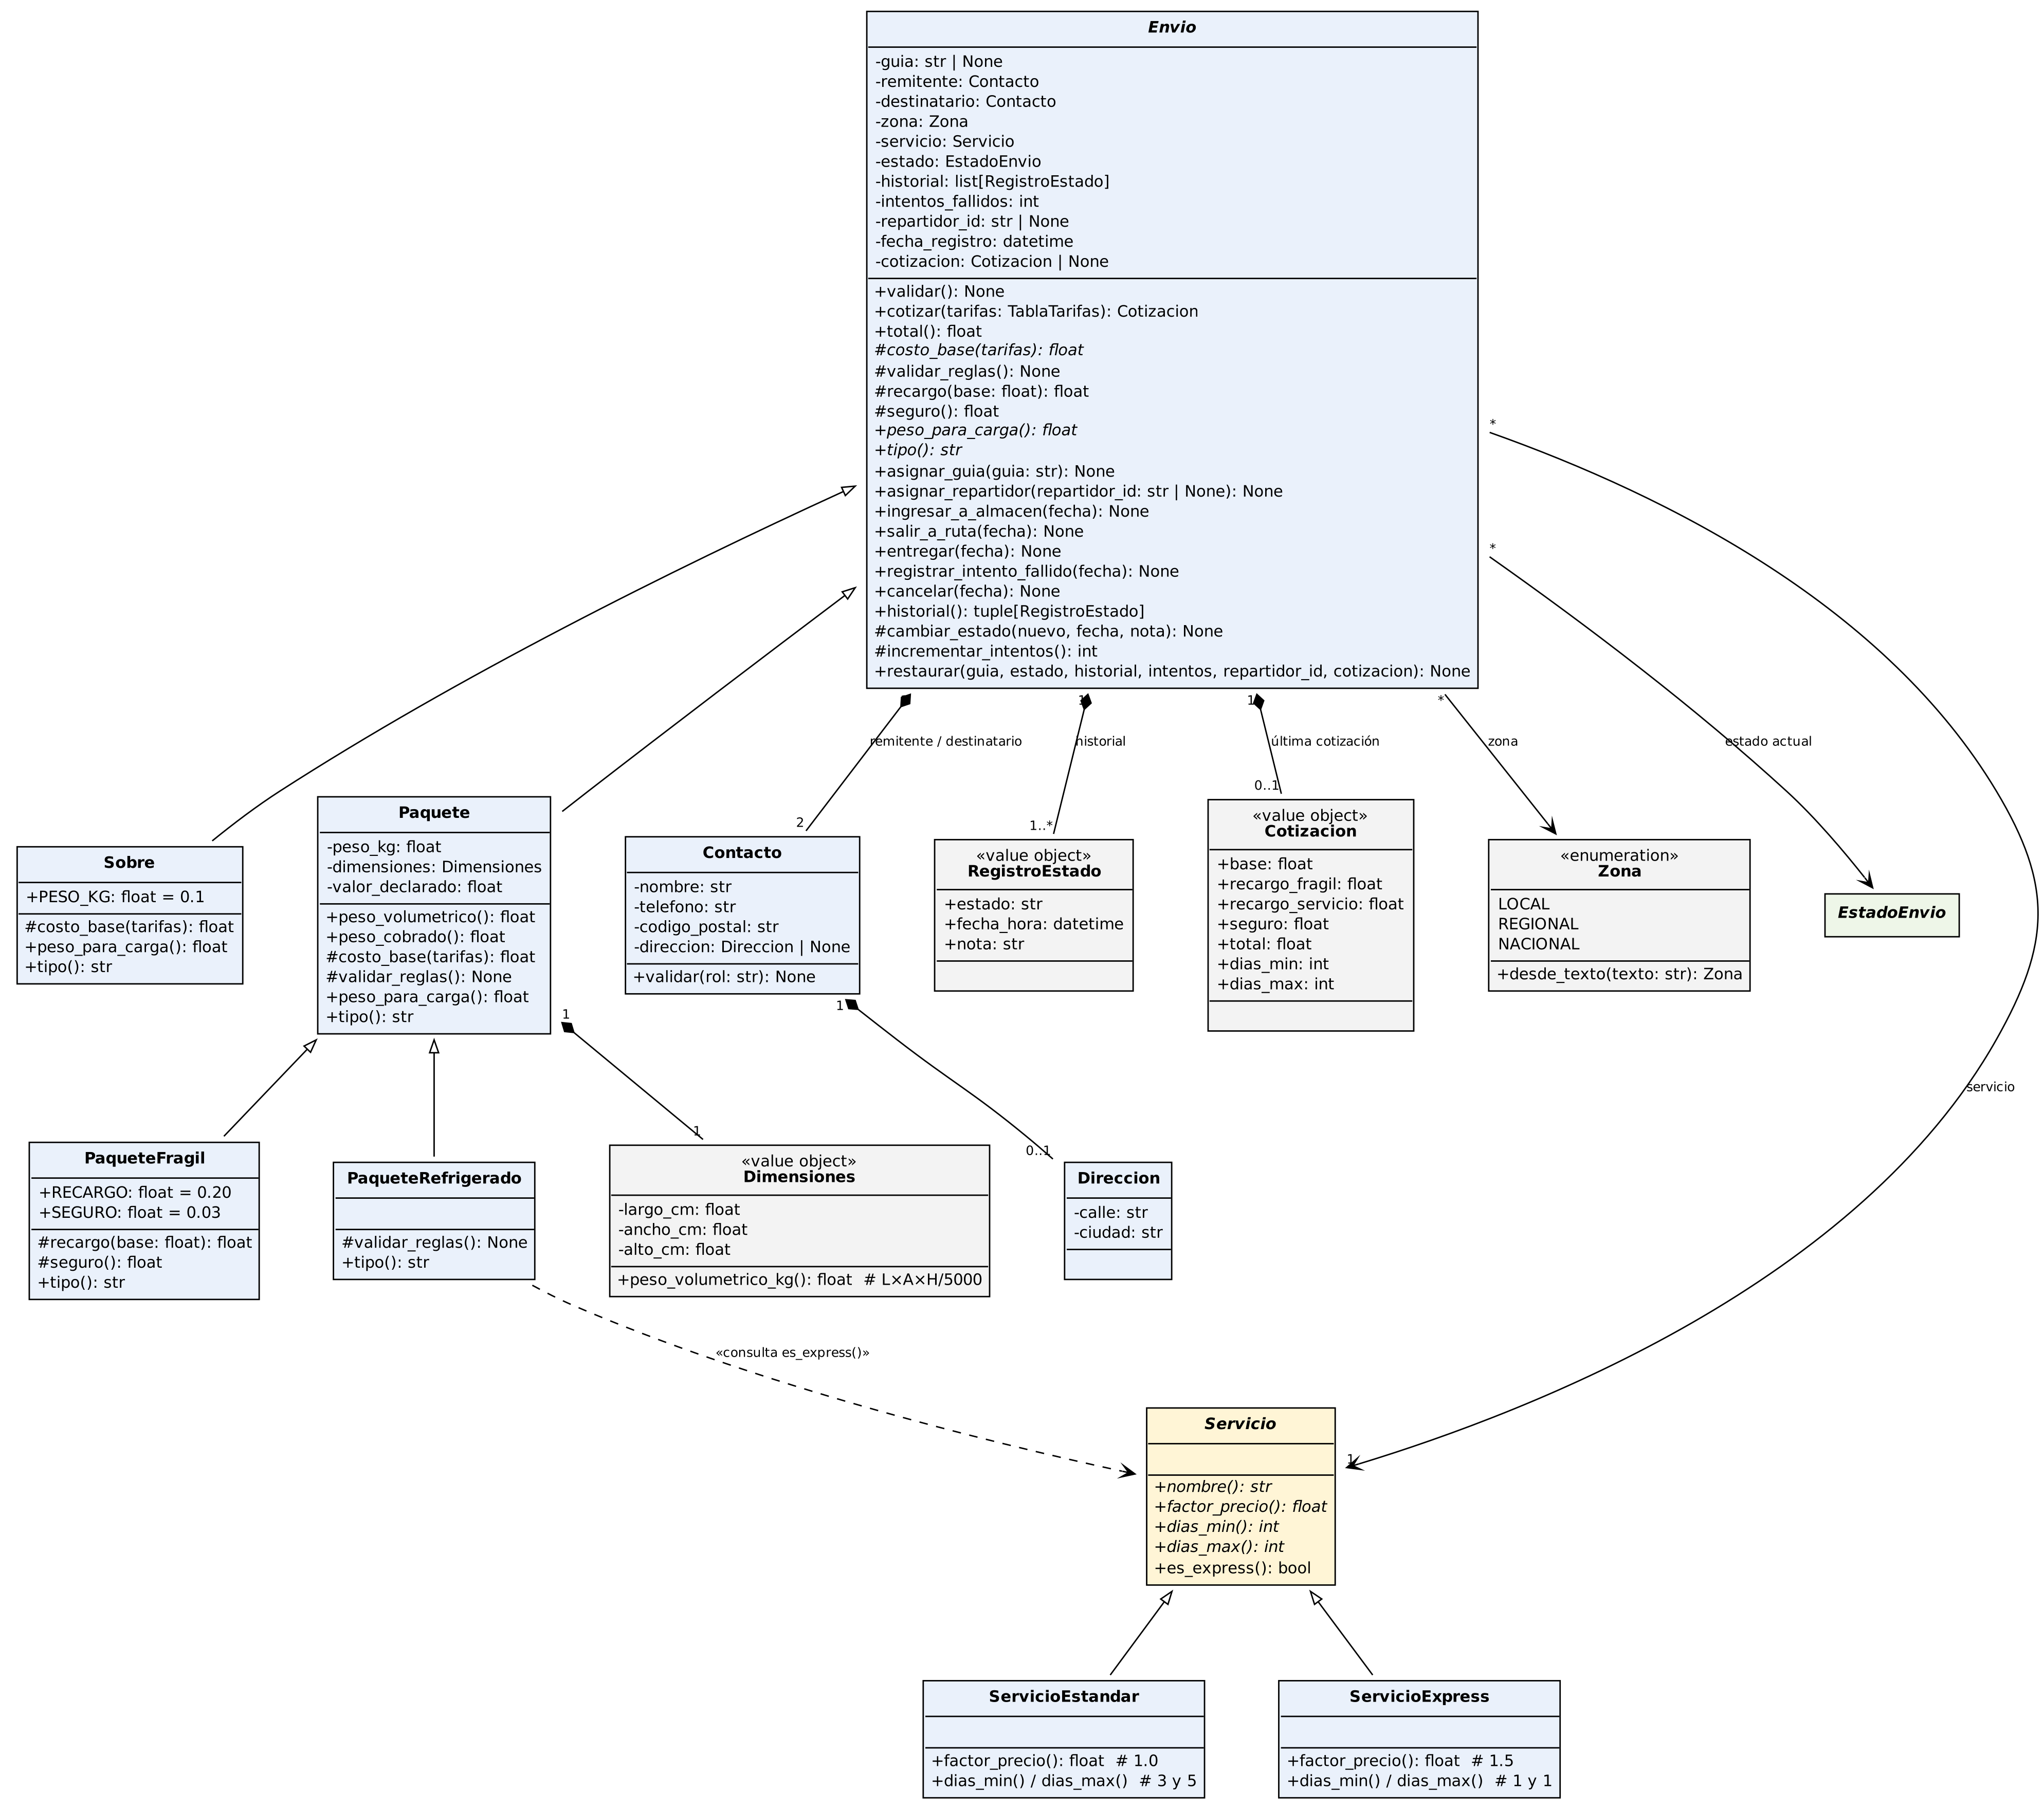 Envio
-guia: str | None
-remitente: Contacto
-destinatario: Contacto
-zona: Zona
-servicio: Servicio
-estado: EstadoEnvio
-historial: list[RegistroEstado]
-intentos_fallidos: int
-repartidor_id: str | None
-fecha_registro: datetime
-cotizacion: Cotizacion | None
+validar(): None
+cotizar(tarifas: TablaTarifas): Cotizacion
+total(): float
#costo_base(tarifas): float
#validar_reglas(): None
#recargo(base: float): float
#seguro(): float
+peso_para_carga(): float
+tipo(): str
+asignar_guia(guia: str): None
+asignar_repartidor(repartidor_id: str | None): None
+ingresar_a_almacen(fecha): None
+salir_a_ruta(fecha): None
+entregar(fecha): None
+registrar_intento_fallido(fecha): None
+cancelar(fecha): None
+historial(): tuple[RegistroEstado]
#cambiar_estado(nuevo, fecha, nota): None
#incrementar_intentos(): int
+restaurar(guia, estado, historial, intentos, repartidor_id, cotizacion): None
*
*
1
1
*
remitente / destinatario
historial
última cotización
zona
estado actual
2
1..*
0..1
Sobre
+PESO_KG: float = 0.1
#costo_base(tarifas): float
+peso_para_carga(): float
+tipo(): str
Paquete
-peso_kg: float
-dimensiones: Dimensiones
-valor_declarado: float
+peso_volumetrico(): float
+peso_cobrado(): float
#costo_base(tarifas): float
#validar_reglas(): None
+peso_para_carga(): float
+tipo(): str
Contacto
-nombre: str
-telefono: str
-codigo_postal: str
-direccion: Direccion | None
+validar(rol: str): None
«value object»
RegistroEstado
+estado: str
+fecha_hora: datetime
+nota: str
«value object»
Cotizacion
+base: float
+recargo_fragil: float
+recargo_servicio: float
+seguro: float
+total: float
+dias_min: int
+dias_max: int
«enumeration»
Zona
LOCAL
REGIONAL
NACIONAL
+desde_texto(texto: str): Zona
EstadoEnvio
1
1
servicio
1
0..1
PaqueteFragil
+RECARGO: float = 0.20
+SEGURO: float = 0.03
#recargo(base: float): float
#seguro(): float
+tipo(): str
PaqueteRefrigerado
#validar_reglas(): None
+tipo(): str
«value object»
Dimensiones
-largo_cm: float
-ancho_cm: float
-alto_cm: float
+peso_volumetrico_kg(): float # L×A×H/5000
Direccion
-calle: str
-ciudad: str
«consulta es_express()»
1
Servicio
+nombre(): str
+factor_precio(): float
+dias_min(): int
+dias_max(): int
+es_express(): bool
ServicioEstandar
+factor_precio(): float # 1.0
+dias_min() / dias_max() # 3 y 5
ServicioExpress
+factor_precio(): float # 1.5
+dias_min() / dias_max() # 1 y 1